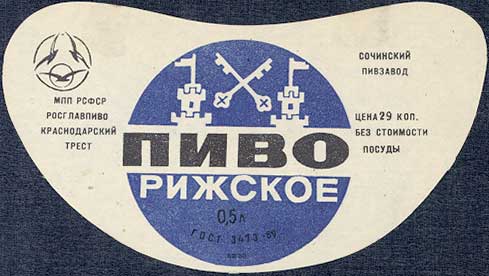 МПП РСФСР
РОСГЛАВПИВО
КРАСНОДАРСКИЙ
ТРЕСТ
ПИВО
РИЖСКОЕ
0,5 л
ГОСТ 3473-69
СОЧИНСКИЙ
ПИВЗАВОД
ЦЕНА 29 КОП.
БЕЗ СТОИМОСТИ
ПОСУДЫ